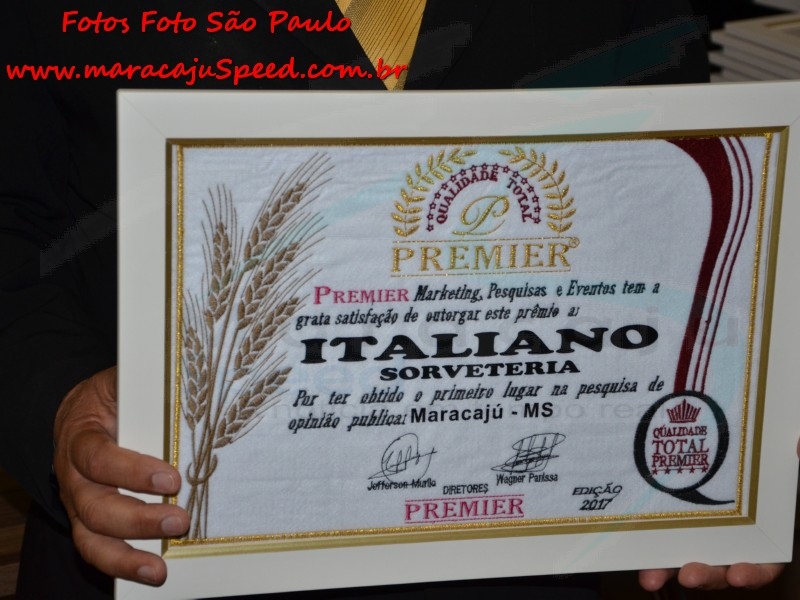 Fotos Foto São Paulo
www.maracajuSpeed.com.br
QUALIDADE TOTAL
P
PREMIER®
PREMIER Marketing, Pesquisas e Eventos tem a
grata satisfação de outorgar este prêmio a:
ITALIANO
SORVETERIA
Por ter obtido o primeiro lugar na pesquisa de
opinião publica: Maracajú - MS
Jefferson Murilo
Wagner Parissa
DIRETORES
PREMIER
EDIÇÃO
2017
QUALIDADE
TOTAL
PREMIER